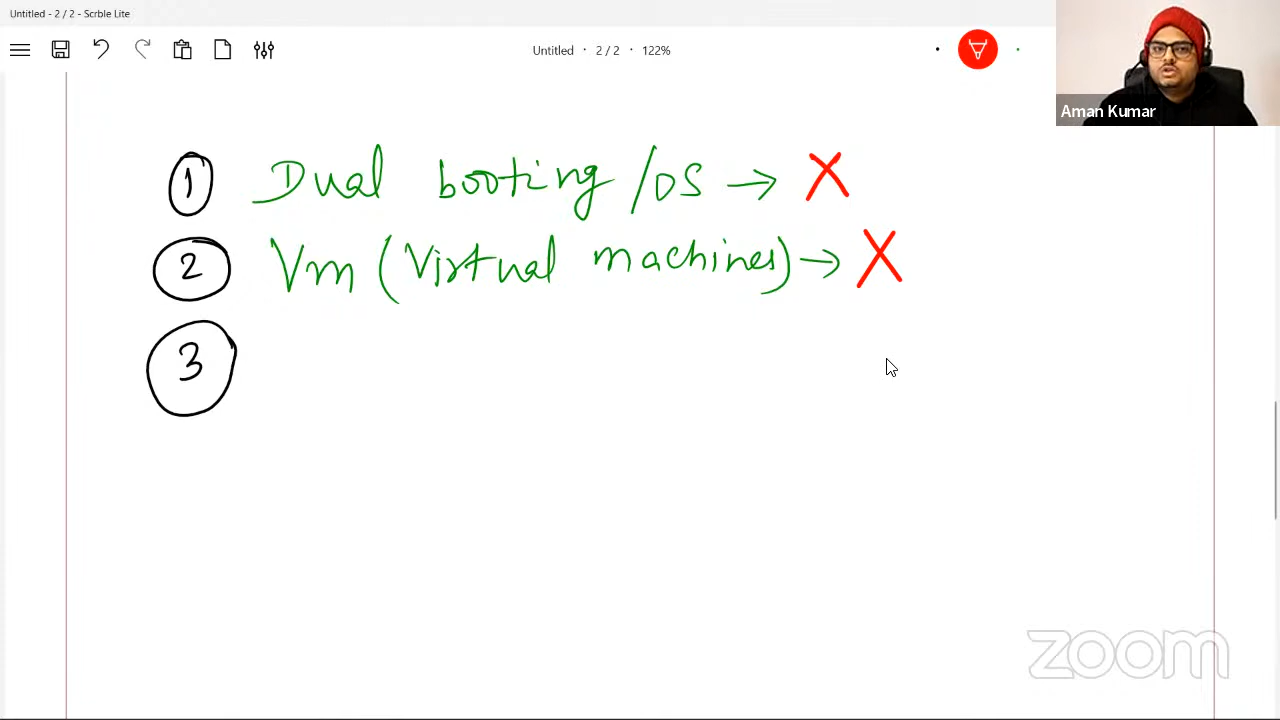 Untitled - 2 / 2 - Scrble Lite
Untitled · 2 / 2 · 122%
Aman Kumar
1 Dual booting /OS → X
2 Vm (Virtual machines) → X
3
zoom